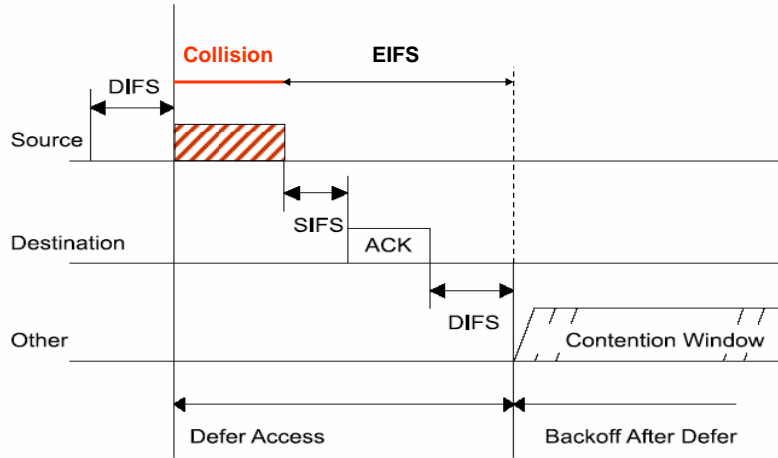 Collision
EIFS
DIFS
Source
SIFS
Destination
ACK
DIFS
Other
Contention Window
Defer Access
Backoff After Defer